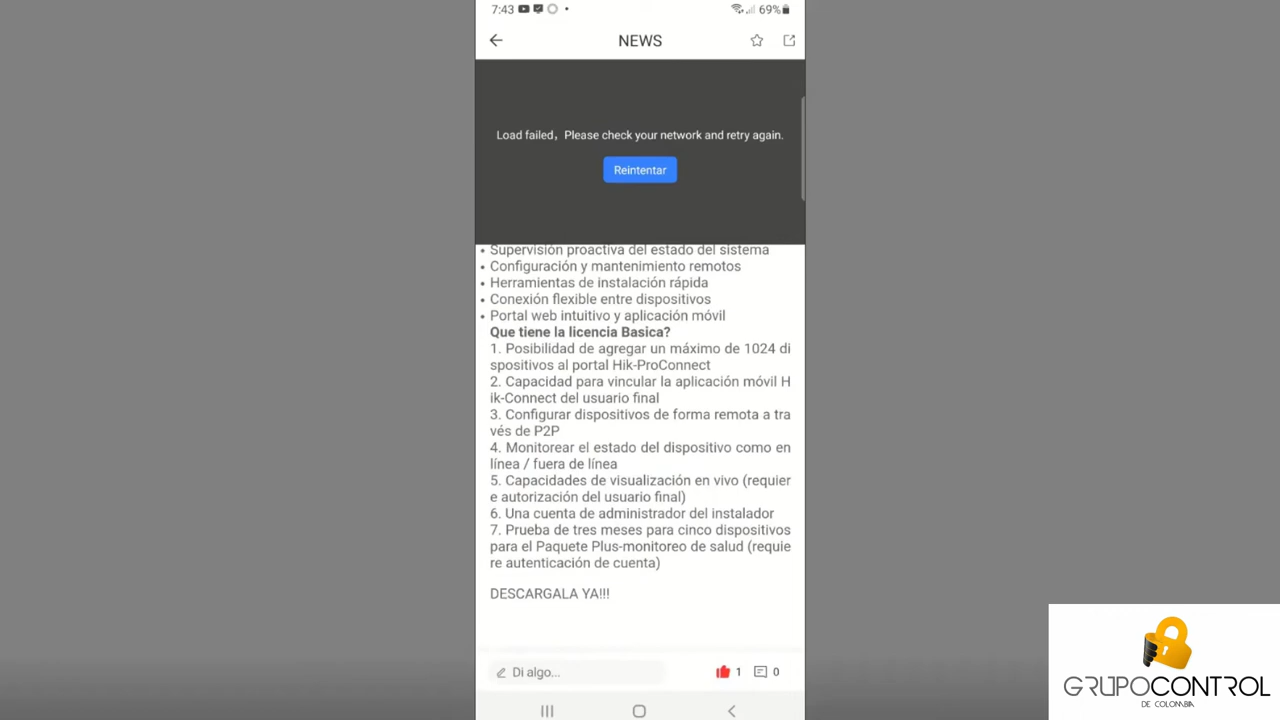 7:43 69%
NEWS
Load failed, Please check your network and retry again.
Reintentar
• Supervisión proactiva del estado del sistema
• Configuración y mantenimiento remotos
• Herramientas de instalación rápida
• Conexión flexible entre dispositivos
• Portal web intuitivo y aplicación móvil
Que tiene la licencia Basica?
1. Posibilidad de agregar un máximo de 1024 di
spositivos al portal Hik-ProConnect
2. Capacidad para vincular la aplicación móvil H
ik-Connect del usuario final
3. Configurar dispositivos de forma remota a tra
vés de P2P
4. Monitorear el estado del dispositivo como en
línea / fuera de línea
5. Capacidades de visualización en vivo (requier
e autorización del usuario final)
6. Una cuenta de administrador del instalador
7. Prueba de tres meses para cinco dispositivos
para el Paquete Plus-monitoreo de salud (requie
re autenticación de cuenta)
DESCARGALA YA!!!
Di algo... 1 0
GRUPOCONTROL
DE COLOMBIA